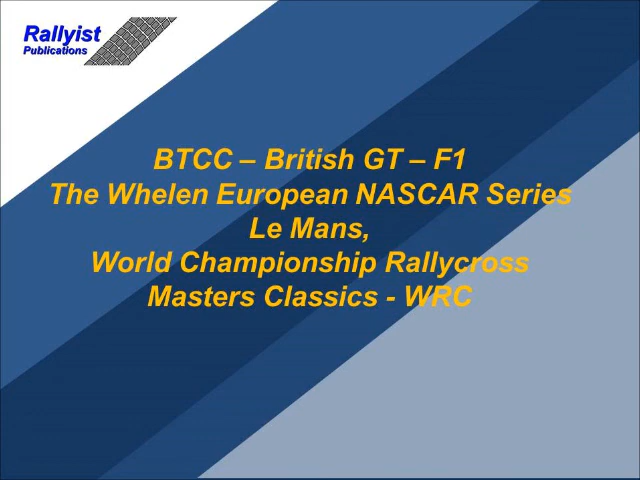 Rallyist
Publications
BTCC – British GT – F1
The Whelen European NASCAR Series
Le Mans,
World Championship Rallycross
Masters Classics - WRC